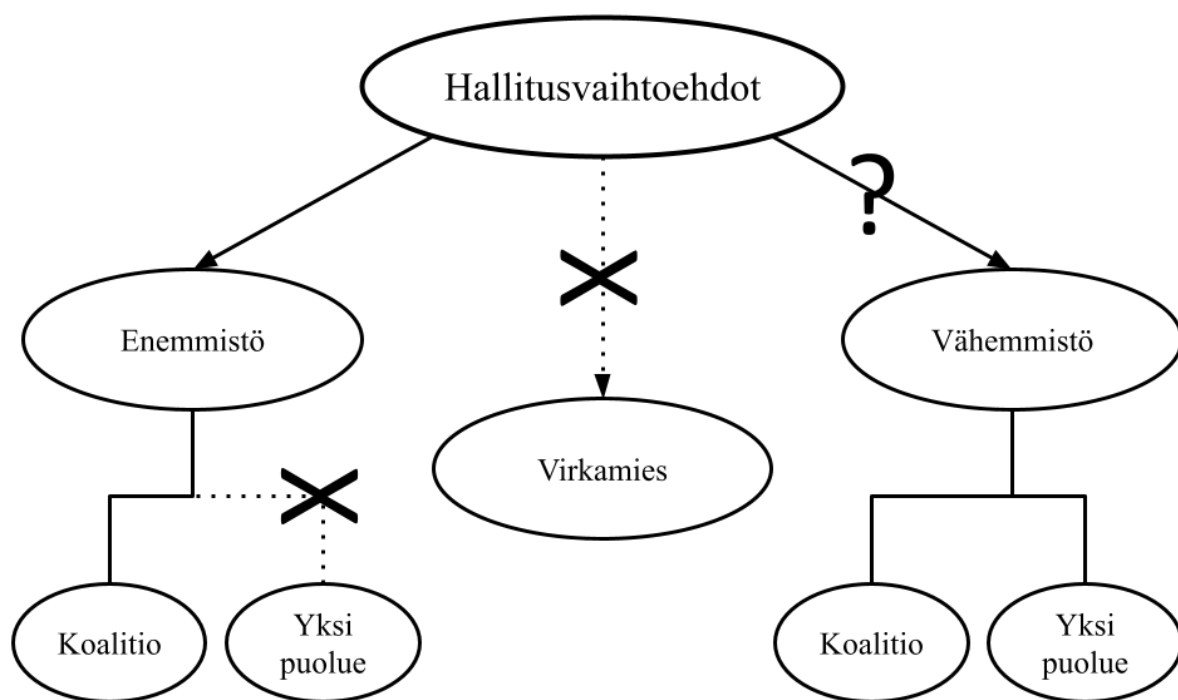 Hallitusvaihtoehdot
?
Enemmistö
Vähemmistö
Virkamies
Koalitio
Yksi
puolue
Koalitio
Yksi
puolue